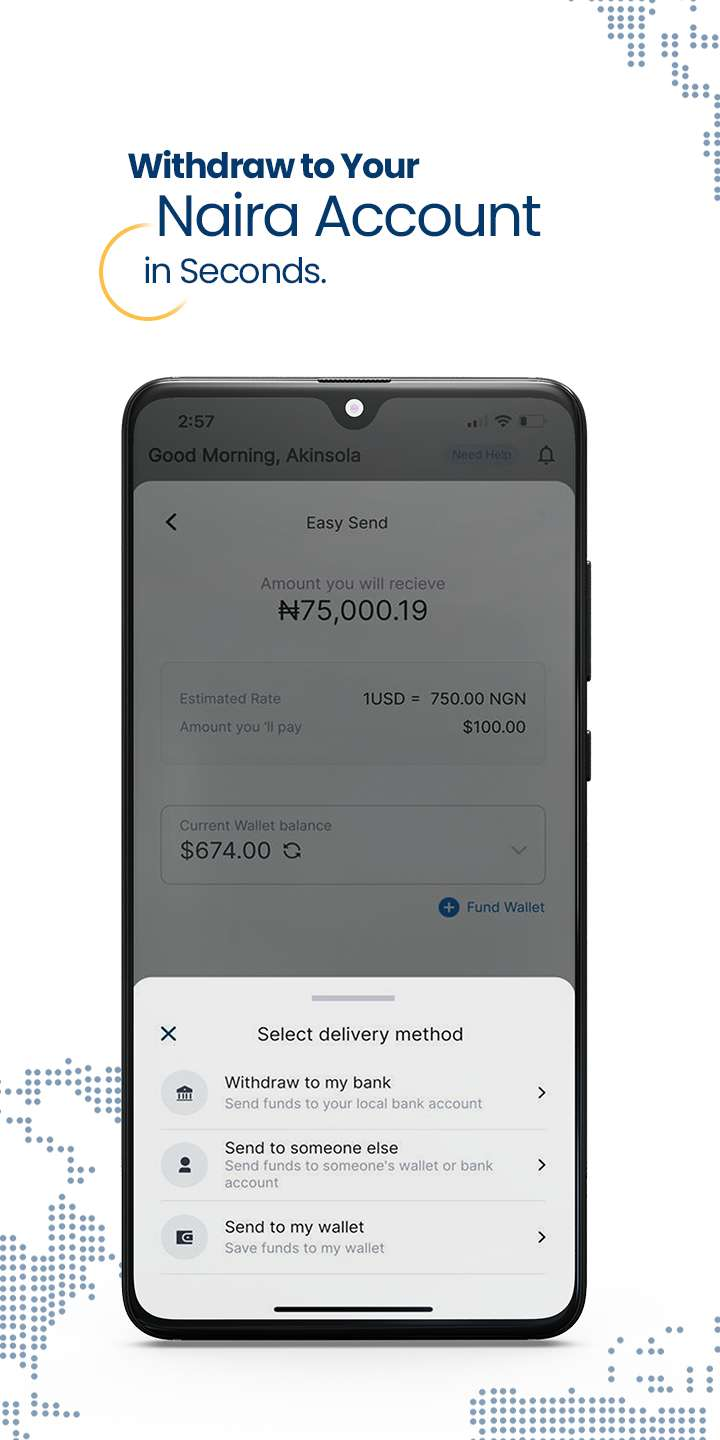 Withdraw to Your
Naira Account
in Seconds.
2:57
Good Morning, Akinsola
Need Help
Easy Send
Amount you will recieve
₦75,000.19
Estimated Rate 1USD = 750.00 NGN
Amount you 'll pay $100.00
Current Wallet balance
$674.00
Fund Wallet
Select delivery method
Withdraw to my bank
Send funds to your local bank account
Send to someone else
Send funds to someone's wallet or bank
account
Send to my wallet
Save funds to my wallet